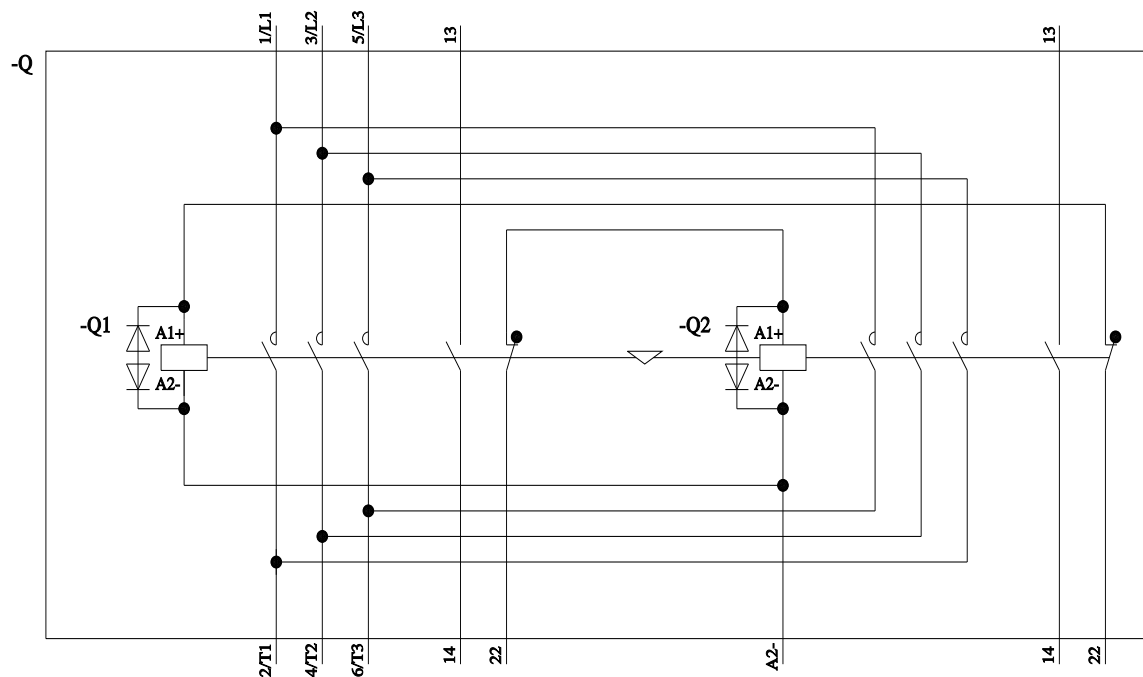 1/L1
3/L2
5/L3
13
13
-Q
-Q1
A1+
A2-
-Q2
A1+
A2-
2/T1
4/T2
6/T3
14
22
A2-
14
22